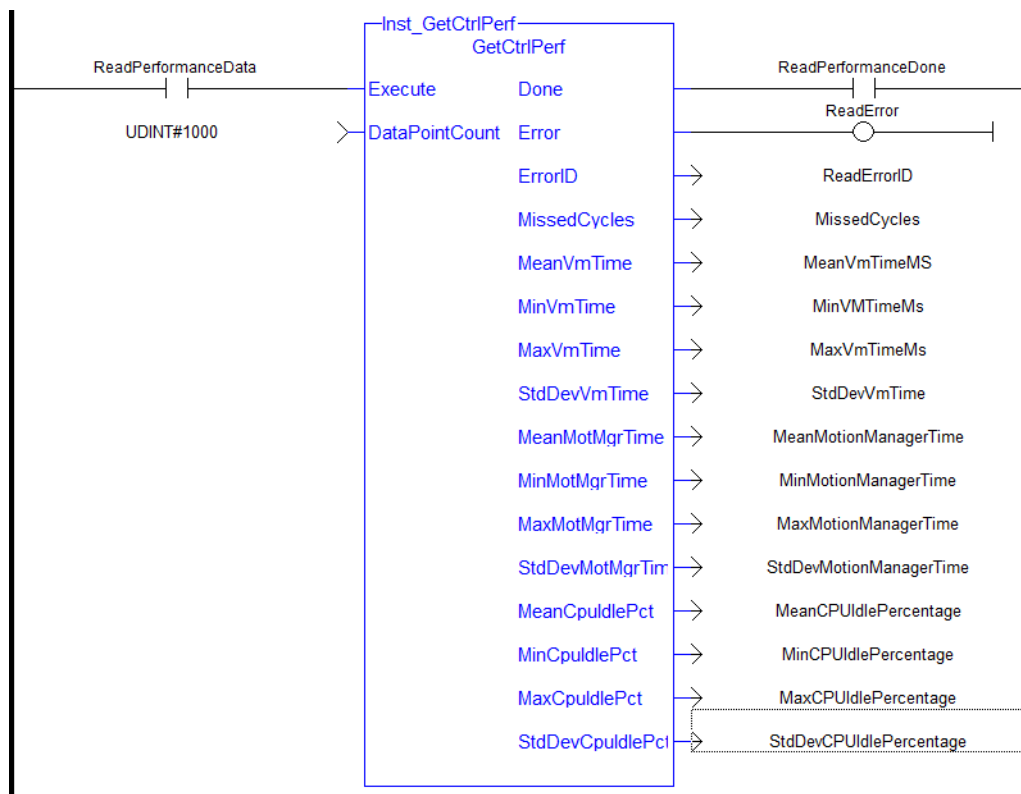 Inst_GetCtrlPerf
GetCtrlPerf
ReadPerformanceData
Execute Done
ReadPerformanceDone
UDINT#1000
DataPointCount Error
ReadError
ErrorID ReadErrorID
MissedCycles MissedCycles
MeanVmTime MeanVmTimeMS
MinVmTime MinVMTimeMs
MaxVmTime MaxVmTimeMs
StdDevVmTime StdDevVmTime
MeanMotMgrTime MeanMotionManagerTime
MinMotMgrTime MinMotionManagerTime
MaxMotMgrTime MaxMotionManagerTime
StdDevMotMgrTim StdDevMotionManagerTime
MeanCpuIdlePct MeanCPUIdlePercentage
MinCpuIdlePct MinCPUIdlePercentage
MaxCpuIdlePct MaxCPUIdlePercentage
StdDevCpuIdlePct StdDevCPUIdlePercentage